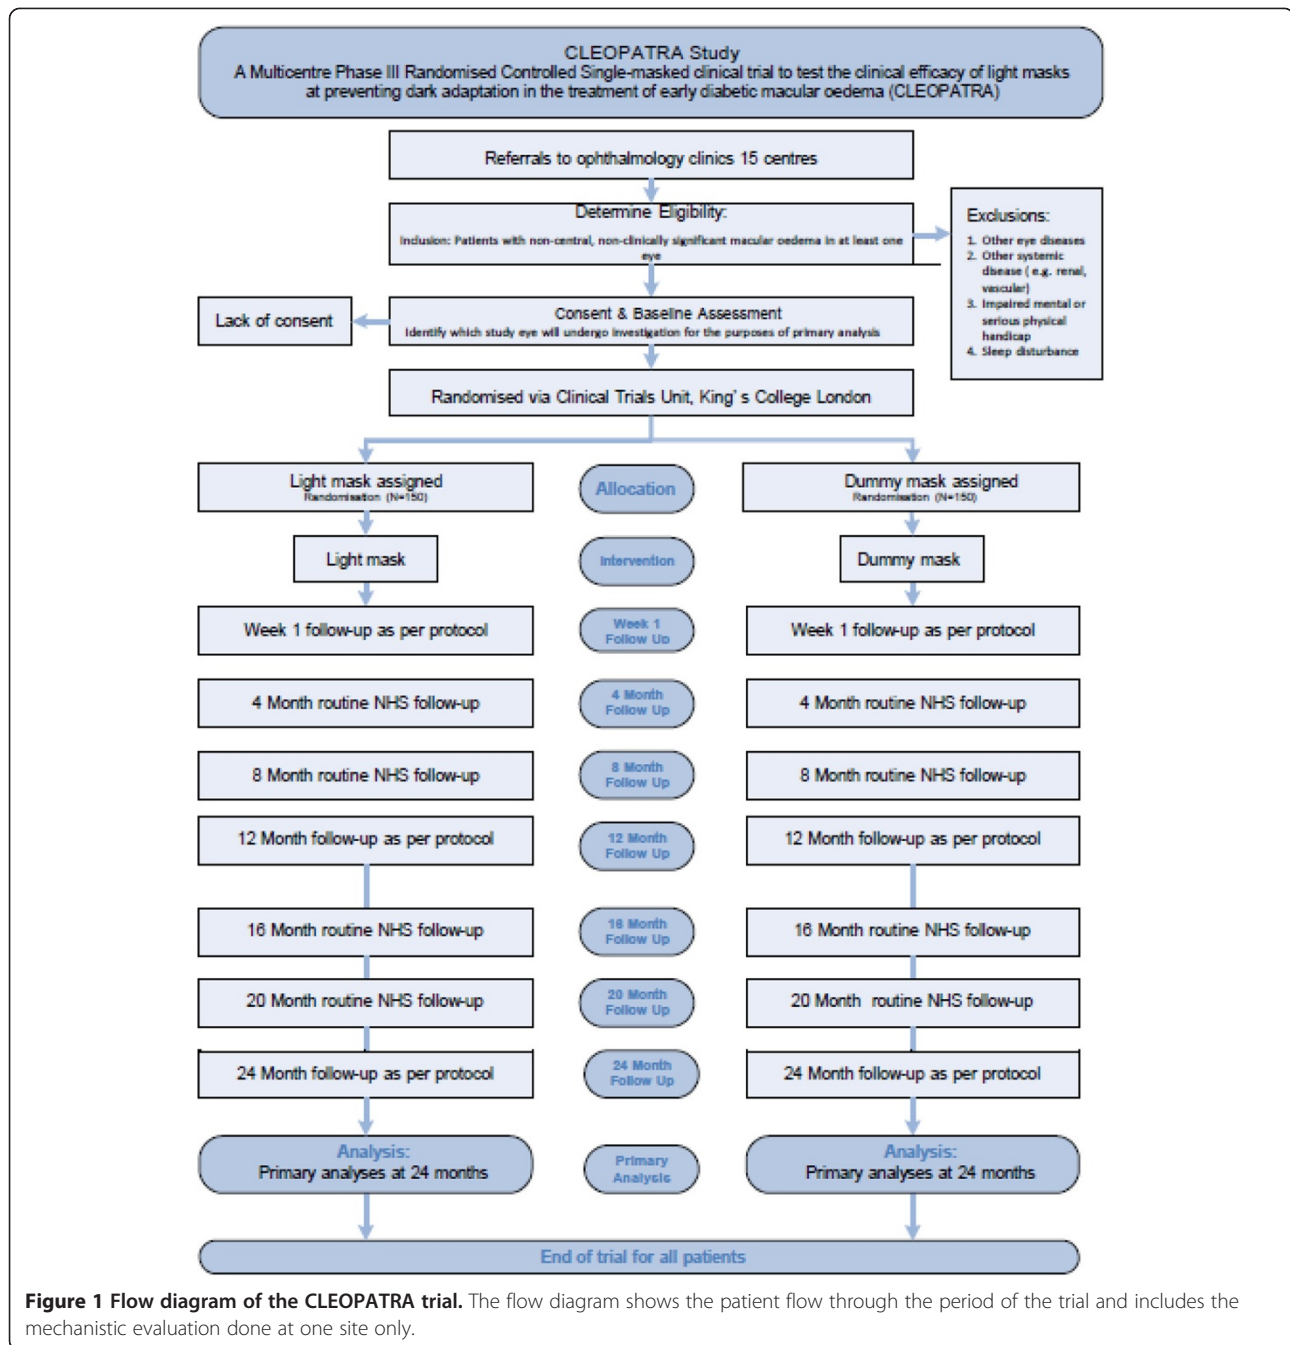 CLEOPATRA Study
A Multicentre Phase III Randomised Controlled Single-masked clinical trial to test the clinical efficacy of light masks
at preventing dark adaptation in the treatment of early diabetic macular oedema (CLEOPATRA)
Referrals to ophthalmology clinics 15 centres
Determine Eligibility:
Inclusion: Patients with non-central, non-clinically significant macular oedema in at least one
eye
Exclusions:
1. Other eye diseases
2. Other systemic
disease ( e.g. renal,
vascular)
3. Impaired mental or
serious physical
handicap
4. Sleep disturbance
Lack of consent
Consent & Baseline Assessment
Identify which study eye will undergo investigation for the purposes of primary analysis
Randomised via Clinical Trials Unit, King's College London
Light mask assigned
Randomisation (N=150)
Allocation
Dummy mask assigned
Randomisation (N=150)
Light mask
Intervention
Dummy mask
Week 1 follow-up as per protocol
Week 1
Follow Up
Week 1 follow-up as per protocol
4 Month routine NHS follow-up
4 Month
Follow Up
4 Month routine NHS follow-up
8 Month routine NHS follow-up
8 Month
Follow Up
8 Month routine NHS follow-up
12 Month follow-up as per protocol
12 Month
Follow Up
12 Month follow-up as per protocol
16 Month routine NHS follow-up
16 Month
Follow Up
16 Month routine NHS follow-up
20 Month routine NHS follow-up
20 Month
Follow Up
20 Month routine NHS follow-up
24 Month follow-up as per protocol
24 Month
Follow Up
24 Month follow-up as per protocol
Analysis:
Primary analyses at 24 months
Primary
Analysis
Analysis:
Primary analyses at 24 months
End of trial for all patients
Figure 1 Flow diagram of the CLEOPATRA trial. The flow diagram shows the patient flow through the period of the trial and includes the
mechanistic evaluation done at one site only.